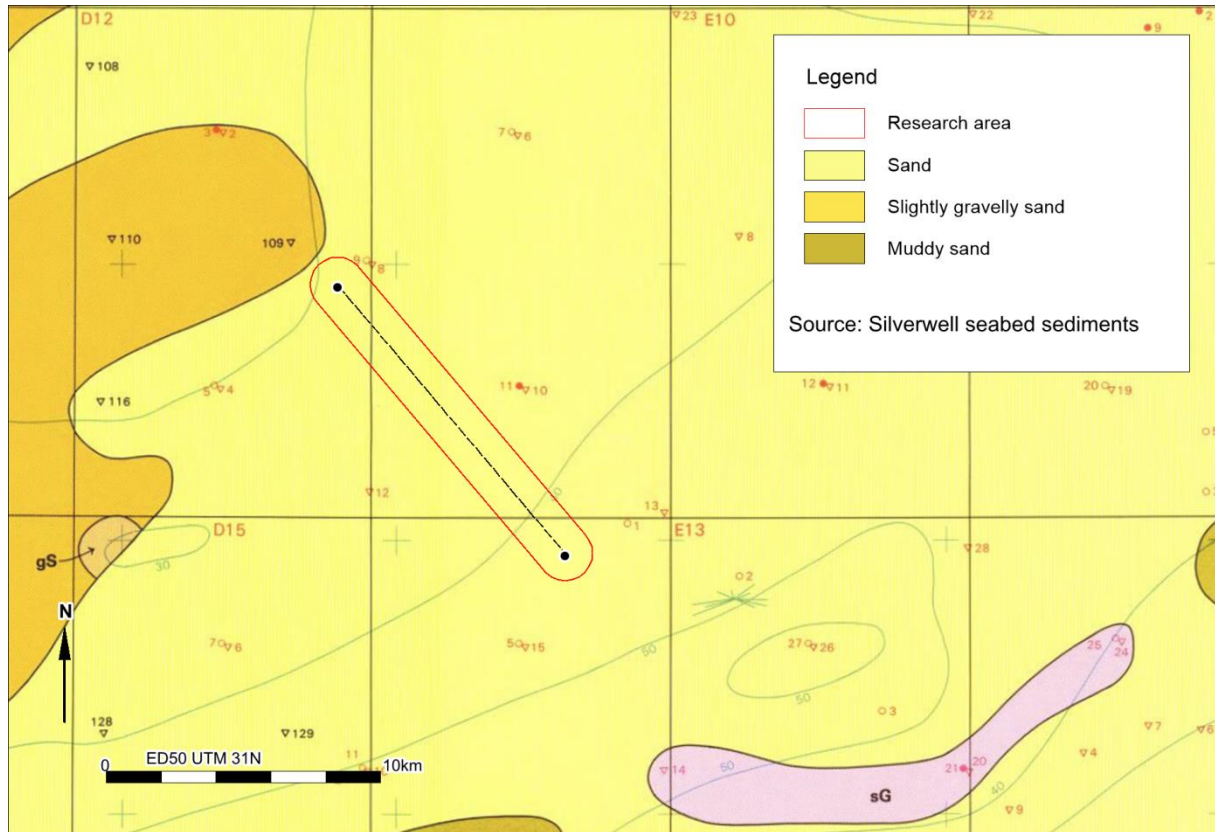 D12
E10
23
22
2
9
108
3 2
7 6
110
109
8
9 8
5 4
116
11 10
12 11
20 19
12
13
1
D15
E13
28
gS
30
2
50
7 6
5 15
27 26
25
24
50
3
128
129
7
6
4
11
14
50
21 20
sG
40
9
N
ED50 UTM 31N
0
10km
Legend
Research area
Sand
Slightly gravelly sand
Muddy sand
Source: Silverwell seabed sediments